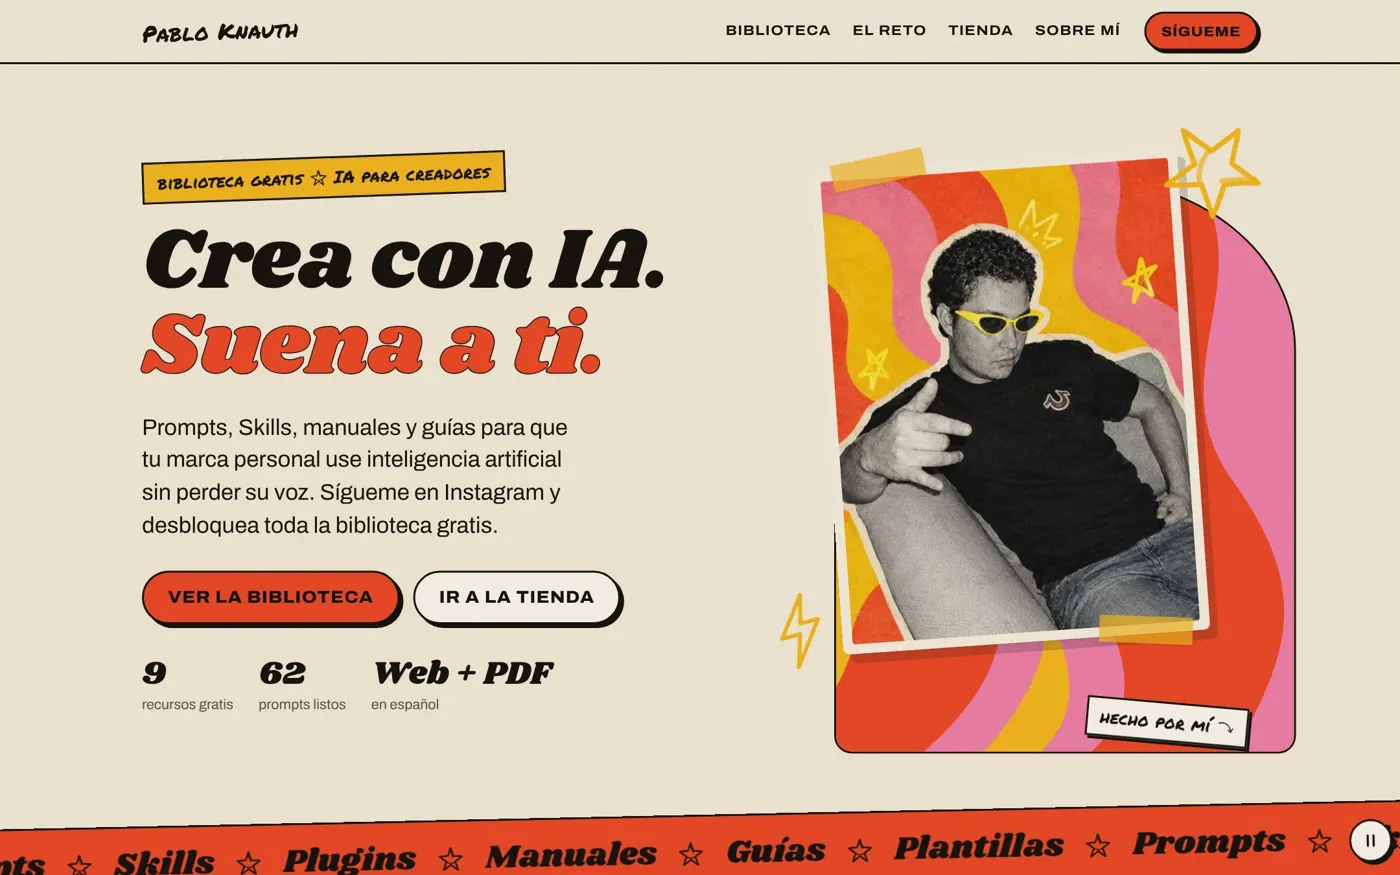 Pablo Knauth
BIBLIOTECA EL RETO TIENDA SOBRE MÍ SÍGUEME
BIBLIOTECA GRATIS ☆ IA PARA CREADORES
Crea con IA.
Suena a ti.
Prompts, Skills, manuales y guías para que
tu marca personal use inteligencia artificial
sin perder su voz. Sígueme en Instagram y
desbloquea toda la biblioteca gratis.
VER LA BIBLIOTECA IR A LA TIENDA
9 62 Web + PDF
recursos gratis prompts listos en español
HECHO POR MÍ
pts ☆ Skills ☆ Plugins ☆ Manuales ☆ Guías ☆ Plantillas ☆ Prompts ☆